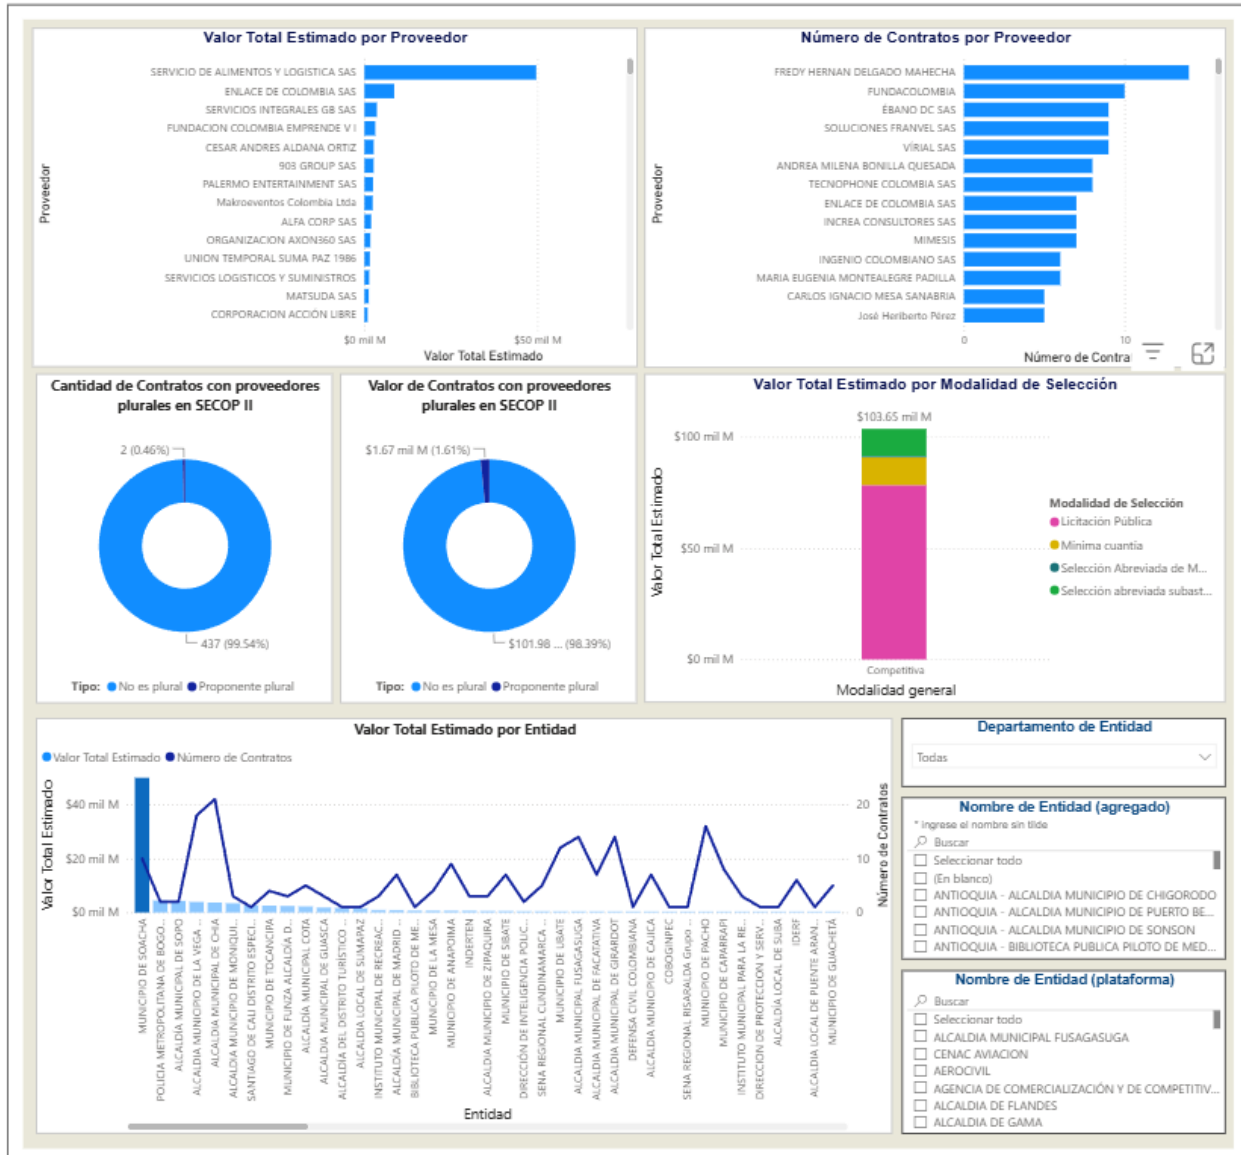 Valor Total Estimado por Proveedor
Proveedor
SERVICIO DE ALIMENTOS Y LOGISTICA SAS
ENLACE DE COLOMBIA SAS
SERVICIOS INTEGRALES GB SAS
FUNDACION COLOMBIA EMPRENDE V I
CESAR ANDRES ALDANA ORTIZ
903 GROUP SAS
PALERMO ENTERTAINMENT SAS
Makroeventos Colombia Ltda
ALFA CORP SAS
ORGANIZACION AXON360 SAS
UNION TEMPORAL SUMA PAZ 1986
SERVICIOS LOGISTICOS Y SUMINISTROS
MATSUDA SAS
CORPORACION ACCIÓN LIBRE
$0 mil M
$50 mil M
Valor Total Estimado
Número de Contratos por Proveedor
Proveedor
FREDY HERNAN DELGADO MAHECHA
FUNDACOLOMBIA
ÉBANO DC SAS
SOLUCIONES FRANVEL SAS
VÍRIAL SAS
ANDREA MILENA BONILLA QUESADA
TECNOPHONE COLOMBIA SAS
ENLACE DE COLOMBIA SAS
INCREA CONSULTORES SAS
MIMESIS
INGENIO COLOMBIANO SAS
MARIA EUGENIA MONTEALEGRE PADILLA
CARLOS IGNACIO MESA SANABRIA
José Heriberto Pérez
0
10
Número de Contra
Cantidad de Contratos con proveedores
plurales en SECOP II
2 (0.46%)
437 (99.54%)
Tipo: No es plural Proponente plural
Valor de Contratos con proveedores
plurales en SECOP II
$1.67 mil M (1.61%)
$101.98 ... (98.39%)
Tipo: No es plural Proponente plural
Valor Total Estimado por Modalidad de Selección
$103.65 mil M
Valor Total Estimado
$100 mil M
$50 mil M
$0 mil M
Competitiva
Modalidad general
Modalidad de Selección
Licitación Pública
Mínima cuantía
Selección Abreviada de M...
Selección abreviada subast...
Valor Total Estimado por Entidad
Valor Total Estimado Número de Contratos
Valor Total Estimado
$40 mil M
$20 mil M
$0 mil M
20
10
0
Número de Contratos
MUNICIPIO DE SOACHA
POLICIA METROPOLITANA DE BOGO...
ALCALDÍA MUNICIPAL DE SOPO
ALCALDIA MUNICIPIO DE LA VEGA ...
ALCALDIA MUNICIPAL DE CHIA
ALCALDIA MUNICIPIO DE MONIQUI...
SANTIAGO DE CALI DISTRITO ESPECI...
MUNICIPIO DE TOCANCIPA
MUNICIPIO DE FUNZA ALCALDÍA D...
ALCALDÍA MUNICIPAL COTA
ALCALDIA MUNICIPAL DE GUASCA
ALCALDÍA DEL DISTRITO TURISTICO ...
ALCALDIA LOCAL DE SUMAPAZ
INSTITUTO MUNICIPAL DE RECREAC...
ALCALDÍA MUNICIPAL DE MADRID ...
BIBLIOTECA PUBLICA PILOTO DE ME...
MUNICIPIO DE LA MESA
MUNICIPIO DE ANAPOIMA
INDERTEN
ALCALDIA MUNICIPIO DE ZIPAQUIRA
MUNICIPIO DE SIBATE
DIRECCIÓN DE INTELIGENCIA POLIC...
SENA REGIONAL CUNDINAMARCA ...
MUNICIPIO DE UBATE
ALCALDIA MUNICIPAL FUSAGASUGA
ALCALDIA MUNICIPAL DE FACATATIVA
ALCALDIA MUNICIPAL DE GIRARDOT
DEFENSA CIVIL COLOMBIANA
ALCALDIA MUNICIPIO DE CAJICA
COBOGINPEC
SENA REGIONAL RISARALDA Grupo ...
MUNICIPIO DE PACHO
MUNICIPIO DE CAPARRAPI
INSTITUTO MUNICIPAL PARA LA RE...
DIRECCION DE PROTECCION Y SERV...
ALCALDÍA LOCAL DE SUBA
IDERF
ALCALDIA LOCAL DE PUENTE ARAN...
MUNICIPIO DE GUACHETÁ
Entidad
Departamento de Entidad
Todas
Nombre de Entidad (agregado)
* ingrese el nombre sin tilde
Buscar
Seleccionar todo
(En blanco)
ANTIOQUIA - ALCALDIA MUNICIPIO DE CHIGORODO
ANTIOQUIA - ALCALDIA MUNICIPIO DE PUERTO BE...
ANTIOQUIA - ALCALDIA MUNICIPIO DE SONSON
ANTIOQUIA - BIBLIOTECA PUBLICA PILOTO DE MED...
Nombre de Entidad (plataforma)
Buscar
Seleccionar todo
ALCALDIA MUNICIPAL FUSAGASUGA
CENAC AVIACION
AEROCIVIL
AGENCIA DE COMERCIALIZACIÓN Y DE COMPETITIV...
ALCALDIA DE FLANDES
ALCALDIA DE GAMA